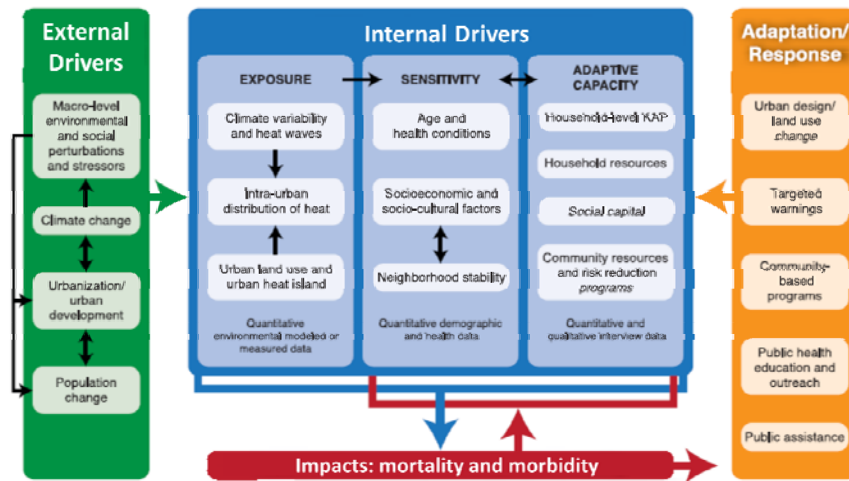 External
Drivers
Macro-level
environmental
and social
perturbations
and stressors
Climate change
Urbanization/
urban
development
Population
change
Internal Drivers
EXPOSURE
Climate variability
and heat waves
Intra-urban
distribution of heat
Urban land use and
urban heat island
Quantitative
environmental modeled or
measured data
SENSITIVITY
Age and
health conditions
Socioeconomic and
socio-cultural factors
Neighborhood stability
Quantitative demographic
and health data
ADAPTIVE
CAPACITY
Household-level KAP
Household resources
Social capital
Community resources
and risk reduction
programs
Quantitative and
qualitative interview data
Impacts: mortality and morbidity
Adaptation/
Response
Urban design/
land use
change
Targeted
warnings
Community-
based
programs
Public health
education and
outreach
Public assistance